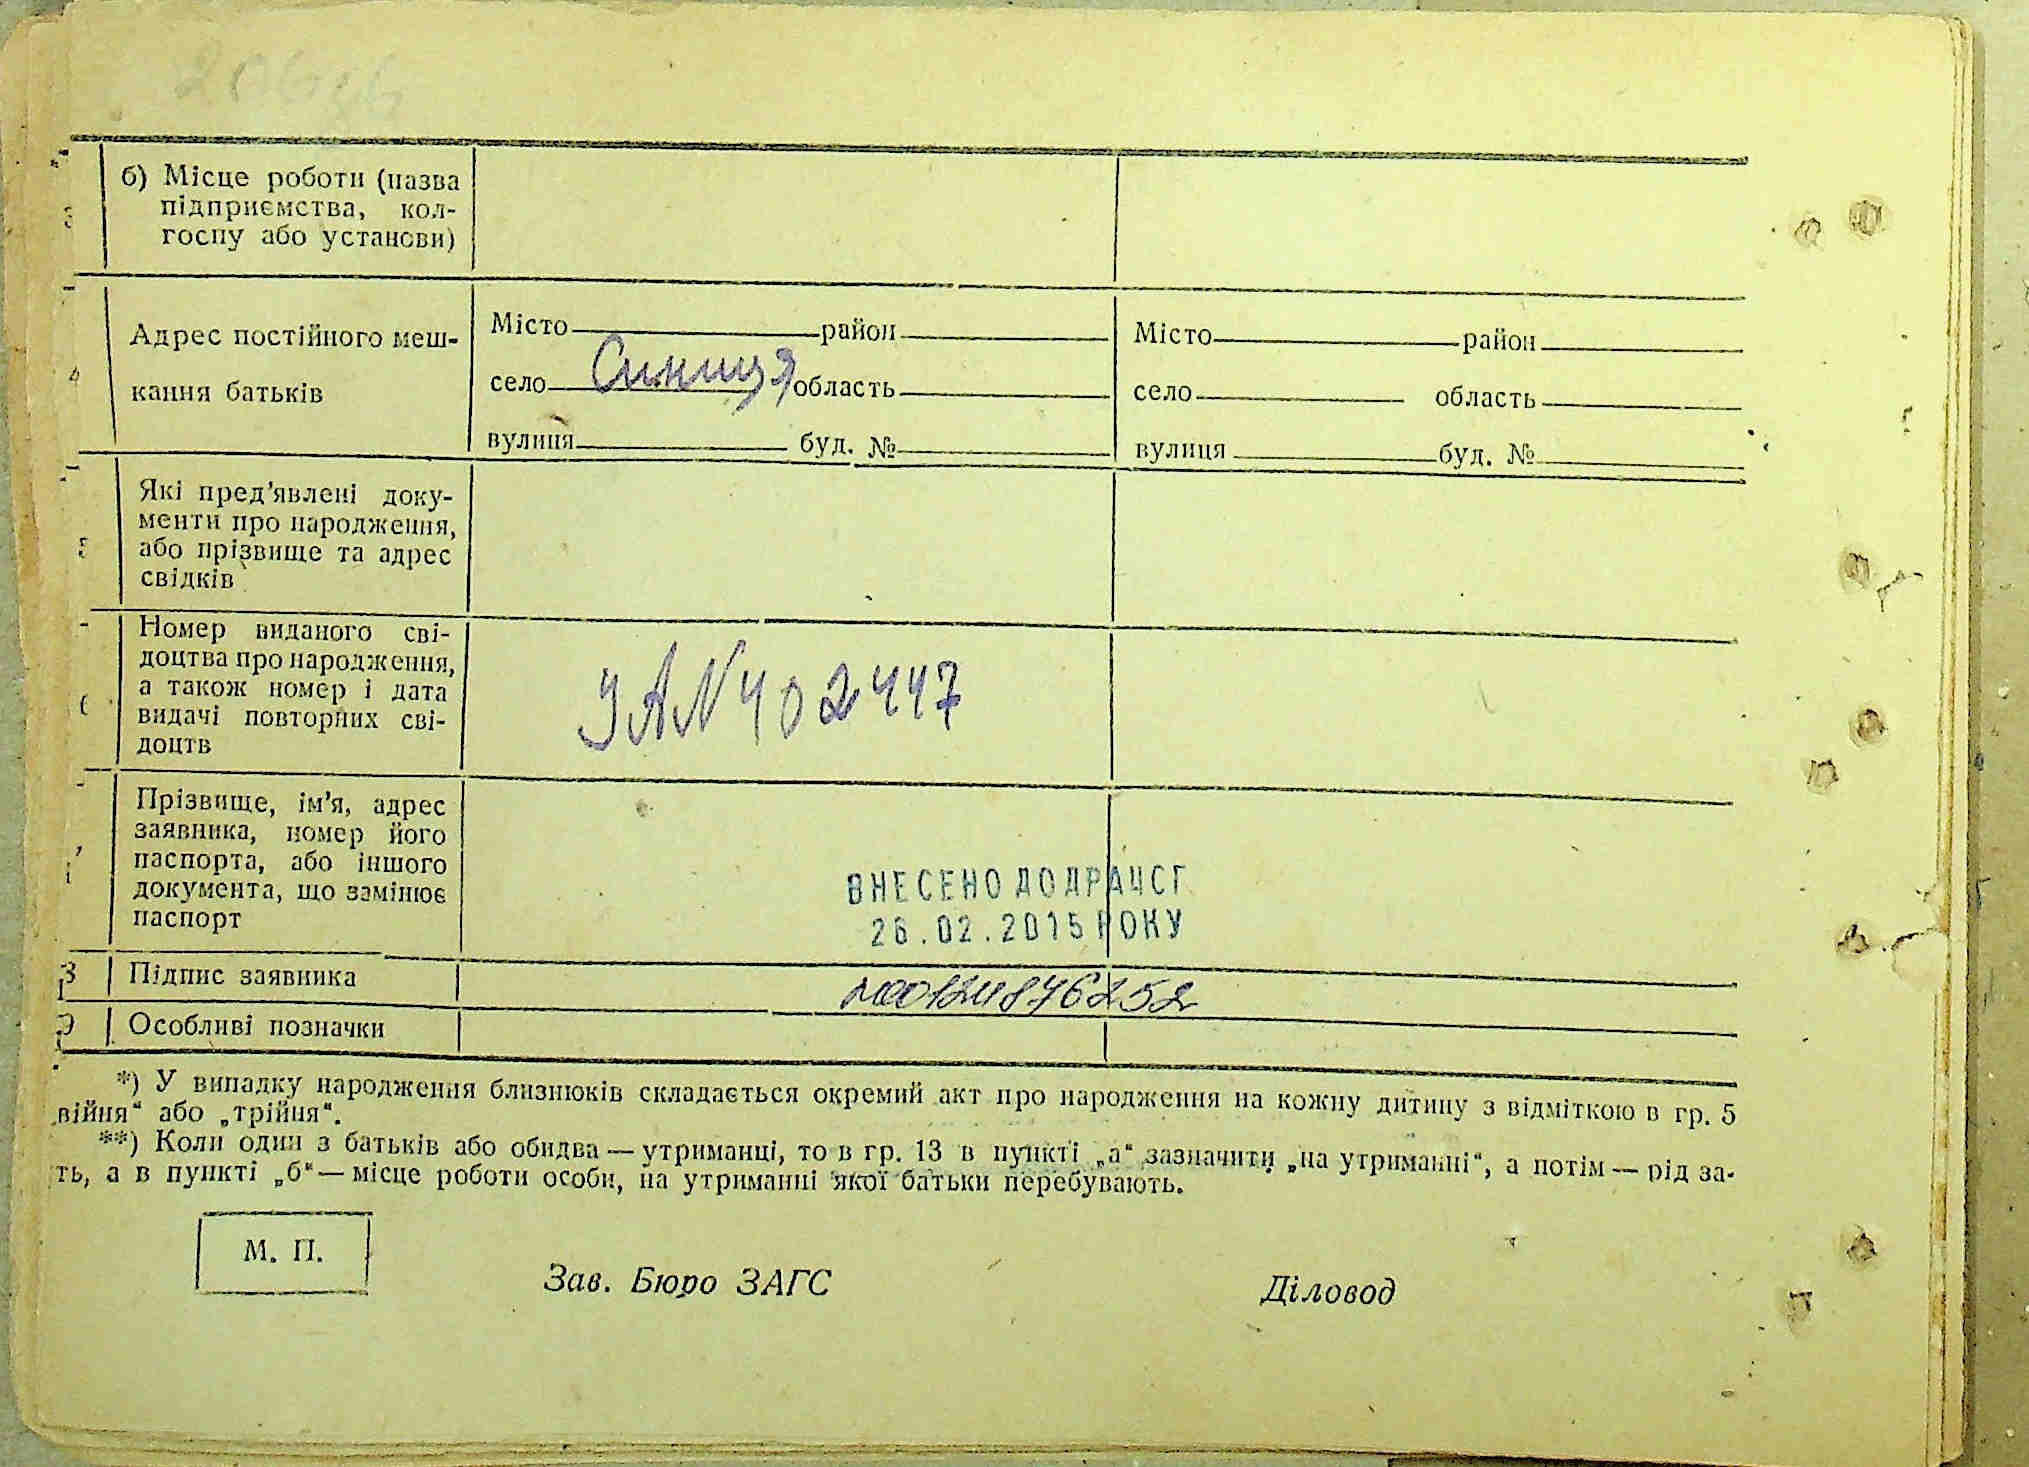 б) Місце роботи (назва
підприємства, кол-
госпу або установи)
4
Адрес постійного меш-
кання батьків
Місто район
село Синиця область
вулиця буд. №
Місто район
село область
вулиця буд. №
5
Які пред'явлені доку-
менти про народження,
або прізвище та адрес
свідків
Номер виданого сві-
доцтва про народження,
а також номер і дата
видачі повторних сві-
доцтв
УА № 402447
Прізвище, ім'я, адрес
заявника, номер його
паспорта, або іншого
документа, що замінює
паспорт
ВНЕСЕНО ДО ДРАЦСГ
26.02.2015 РОКУ
8 Підпис заявника
9 Особливі позначки
*) У випадку народження близнюків складається окремий акт про народження на кожну дитину з відміткою в гр. 5
війня“ або „трійня“.
**) Коли один з батьків або обидва — утриманці, то в гр. 13 в пункті „а“ зазначити „на утриманні“, а потім — рід за-
ть, а в пункті „б“ — місце роботи особи, на утриманні якої батьки перебувають.
М. П.
Зав. Бюро ЗАГС
Діловод